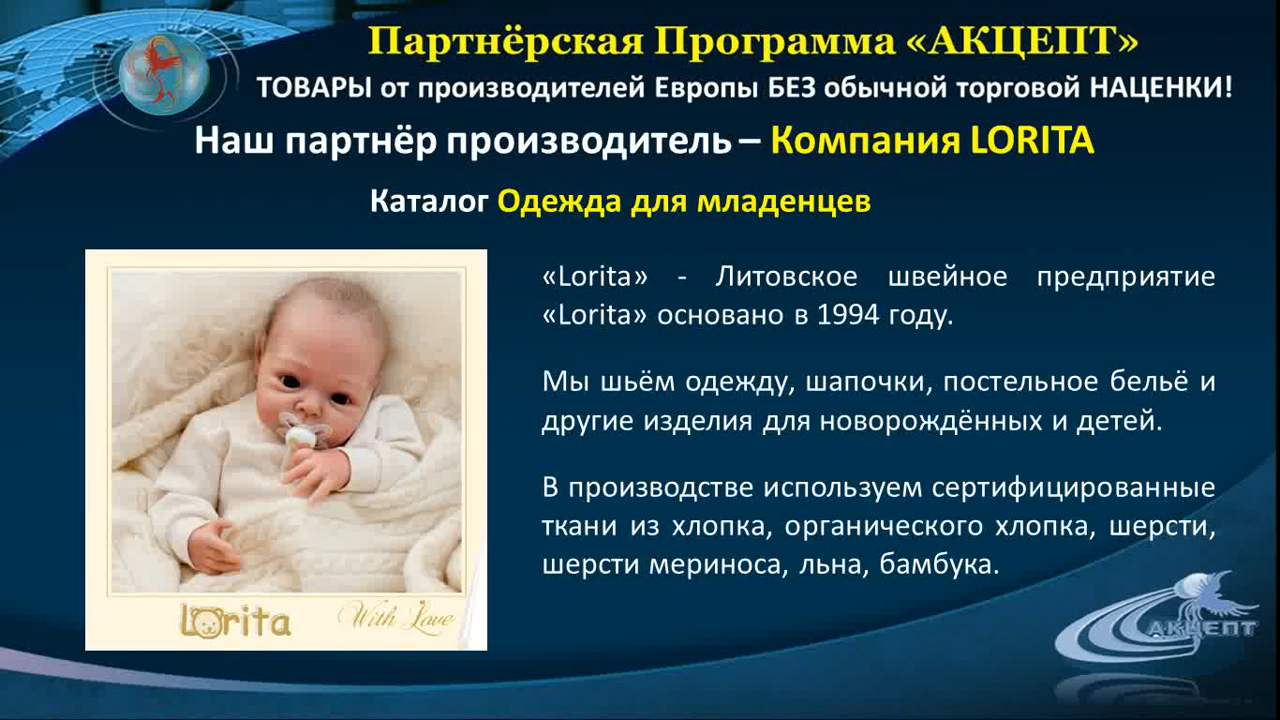 Партнёрская Программа «АКЦЕПТ»
ТОВАРЫ от производителей Европы БЕЗ обычной торговой НАЦЕНКИ!
Наш партнёр производитель – Компания LORITA
Каталог Одежда для младенцев
«Lorita» - Литовское швейное предприятие
«Lorita» основано в 1994 году.
Мы шьём одежду, шапочки, постельное бельё и
другие изделия для новорождённых и детей.
В производстве используем сертифицированные
ткани из хлопка, органического хлопка, шерсти,
шерсти мериноса, льна, бамбука.
Lorita With Love
АКЦЕПТ